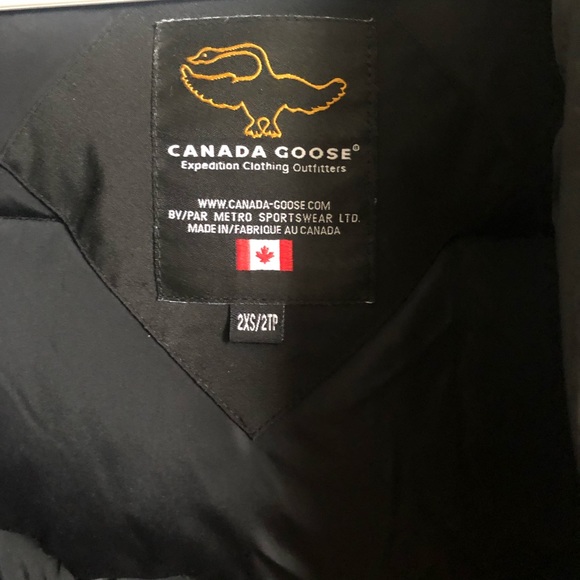 CANADA GOOSE®
Expedition Clothing Outfitters
WWW.CANADA-GOOSE.COM
BY/PAR METRO SPORTSWEAR LTD.
MADE IN/FABRIQUE AU CANADA
2XS/2TP